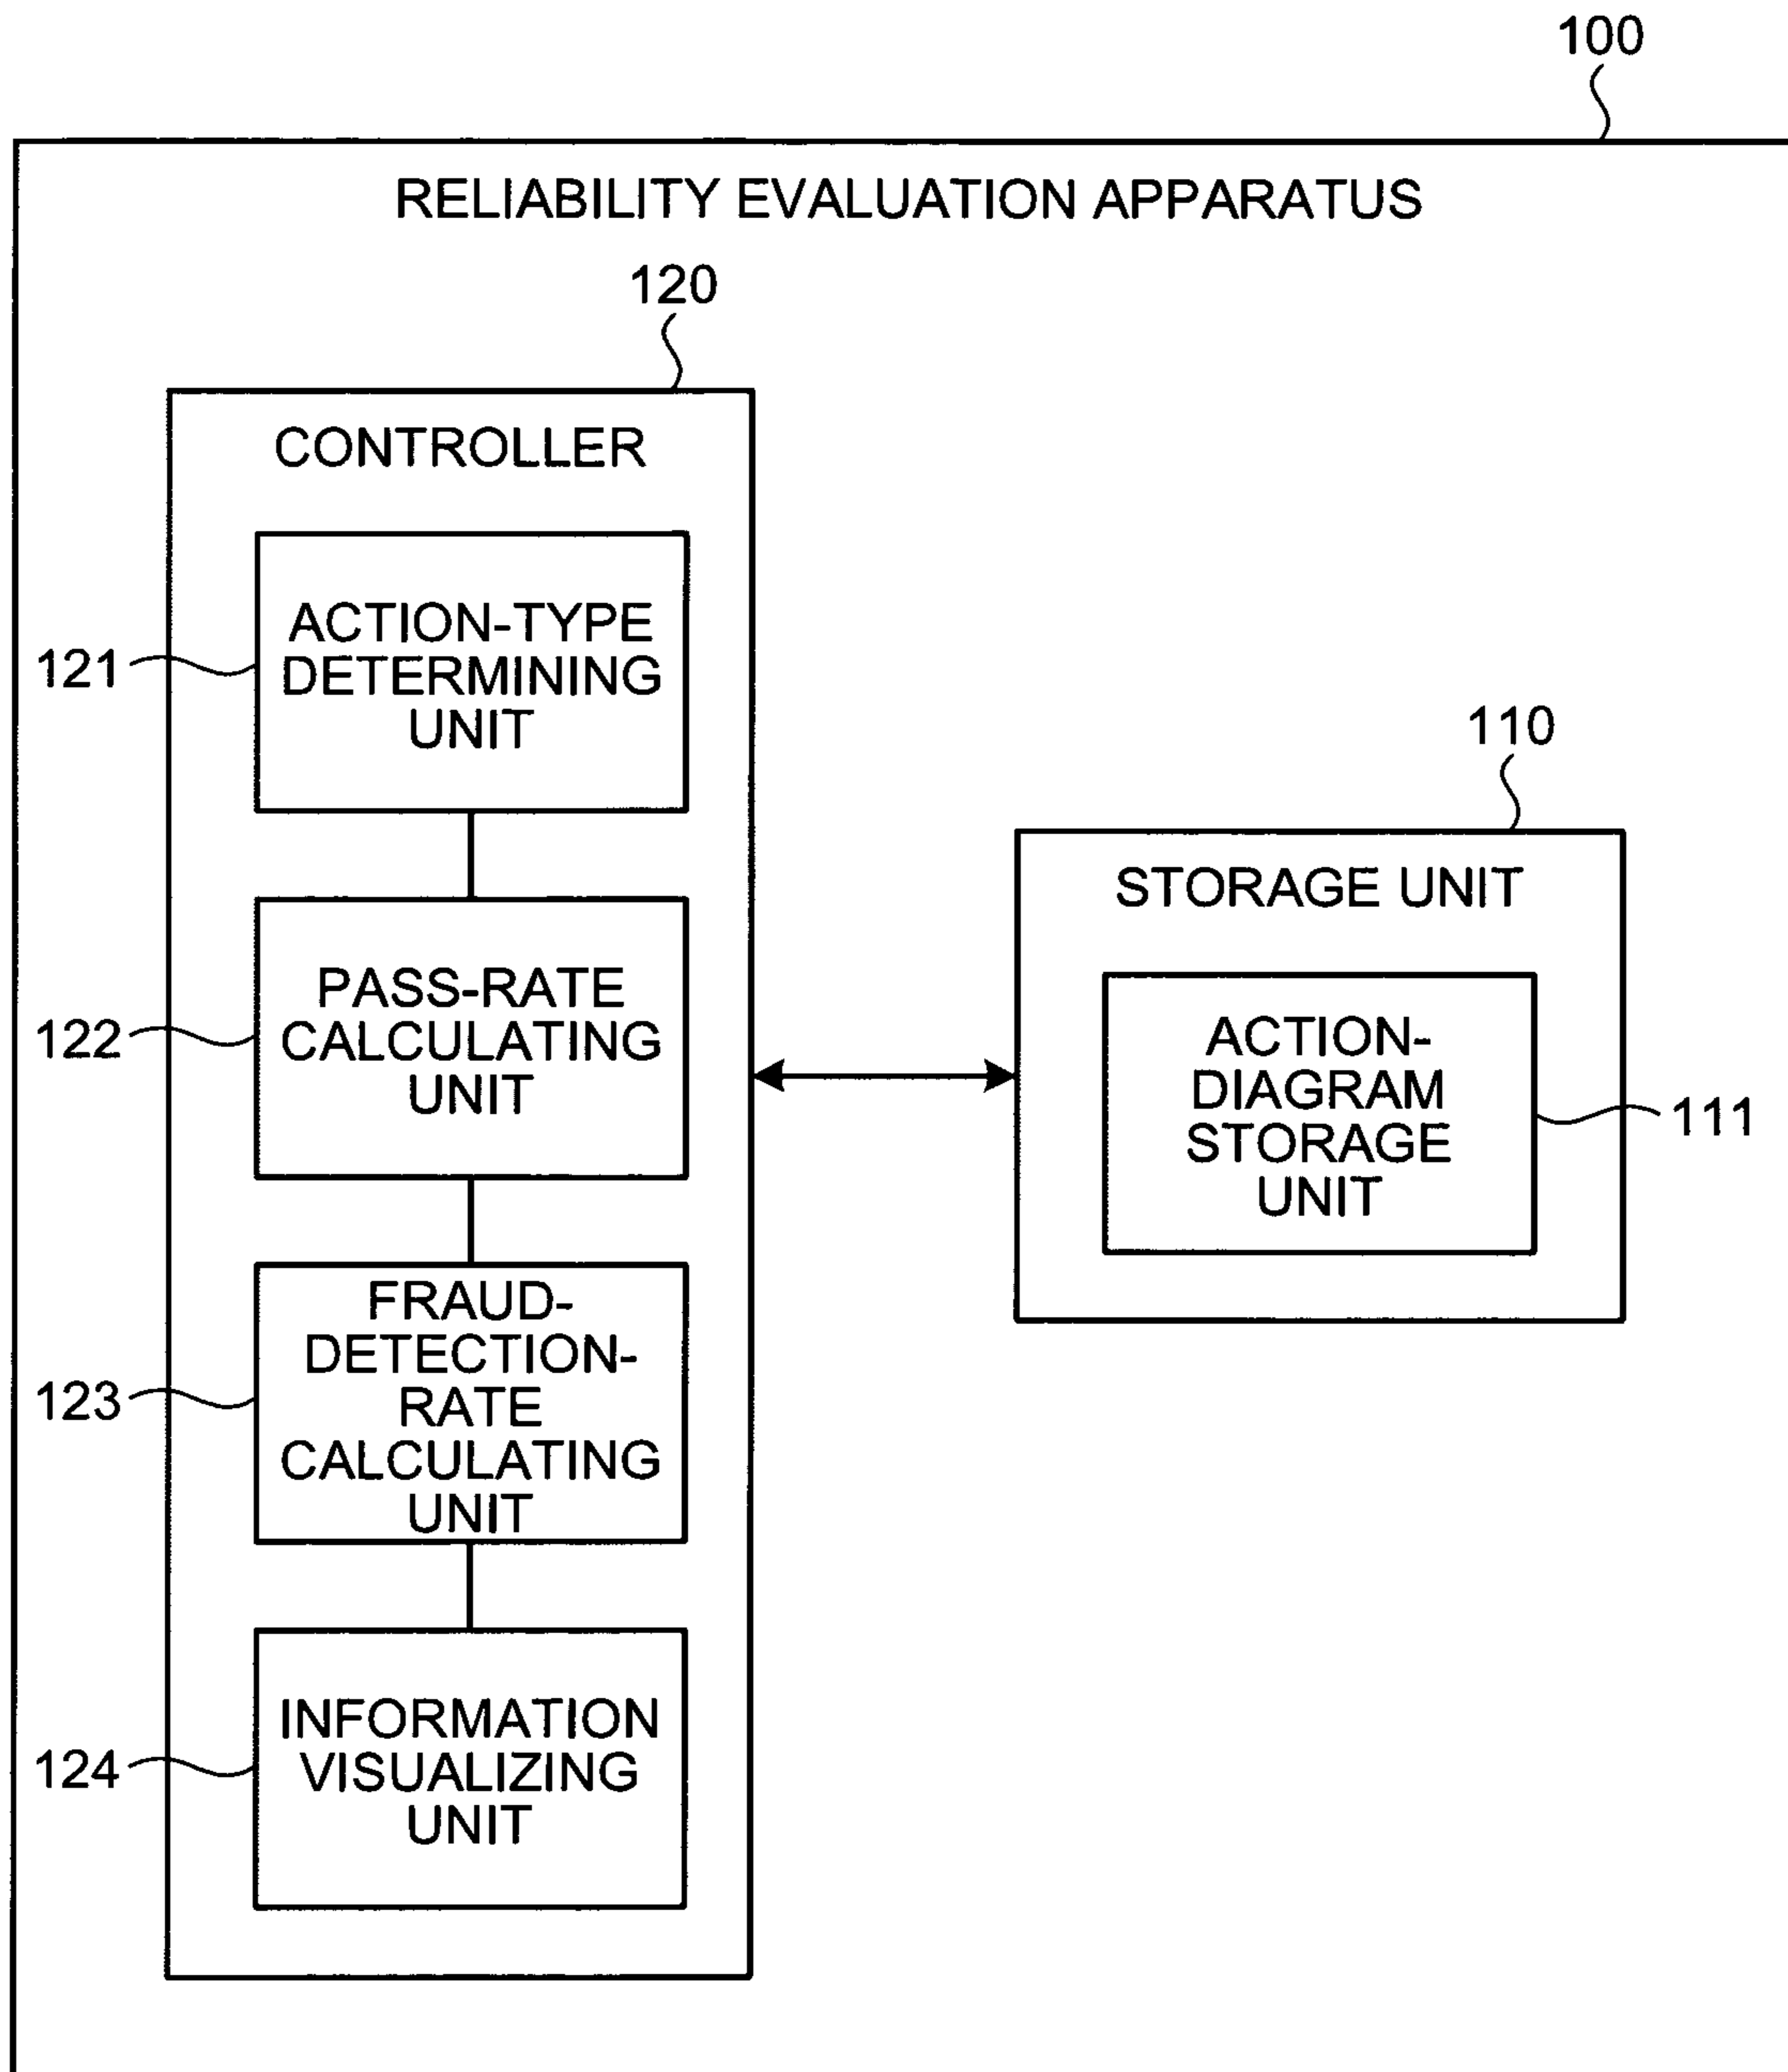 100
RELIABILITY EVALUATION APPARATUS
120
CONTROLLER
121
ACTION-TYPE
DETERMINING
UNIT
122
PASS-RATE
CALCULATING
UNIT
123
FRAUD-
DETECTION-
RATE
CALCULATING
UNIT
124
INFORMATION
VISUALIZING
UNIT
110
STORAGE UNIT
ACTION-
DIAGRAM
STORAGE
UNIT
111